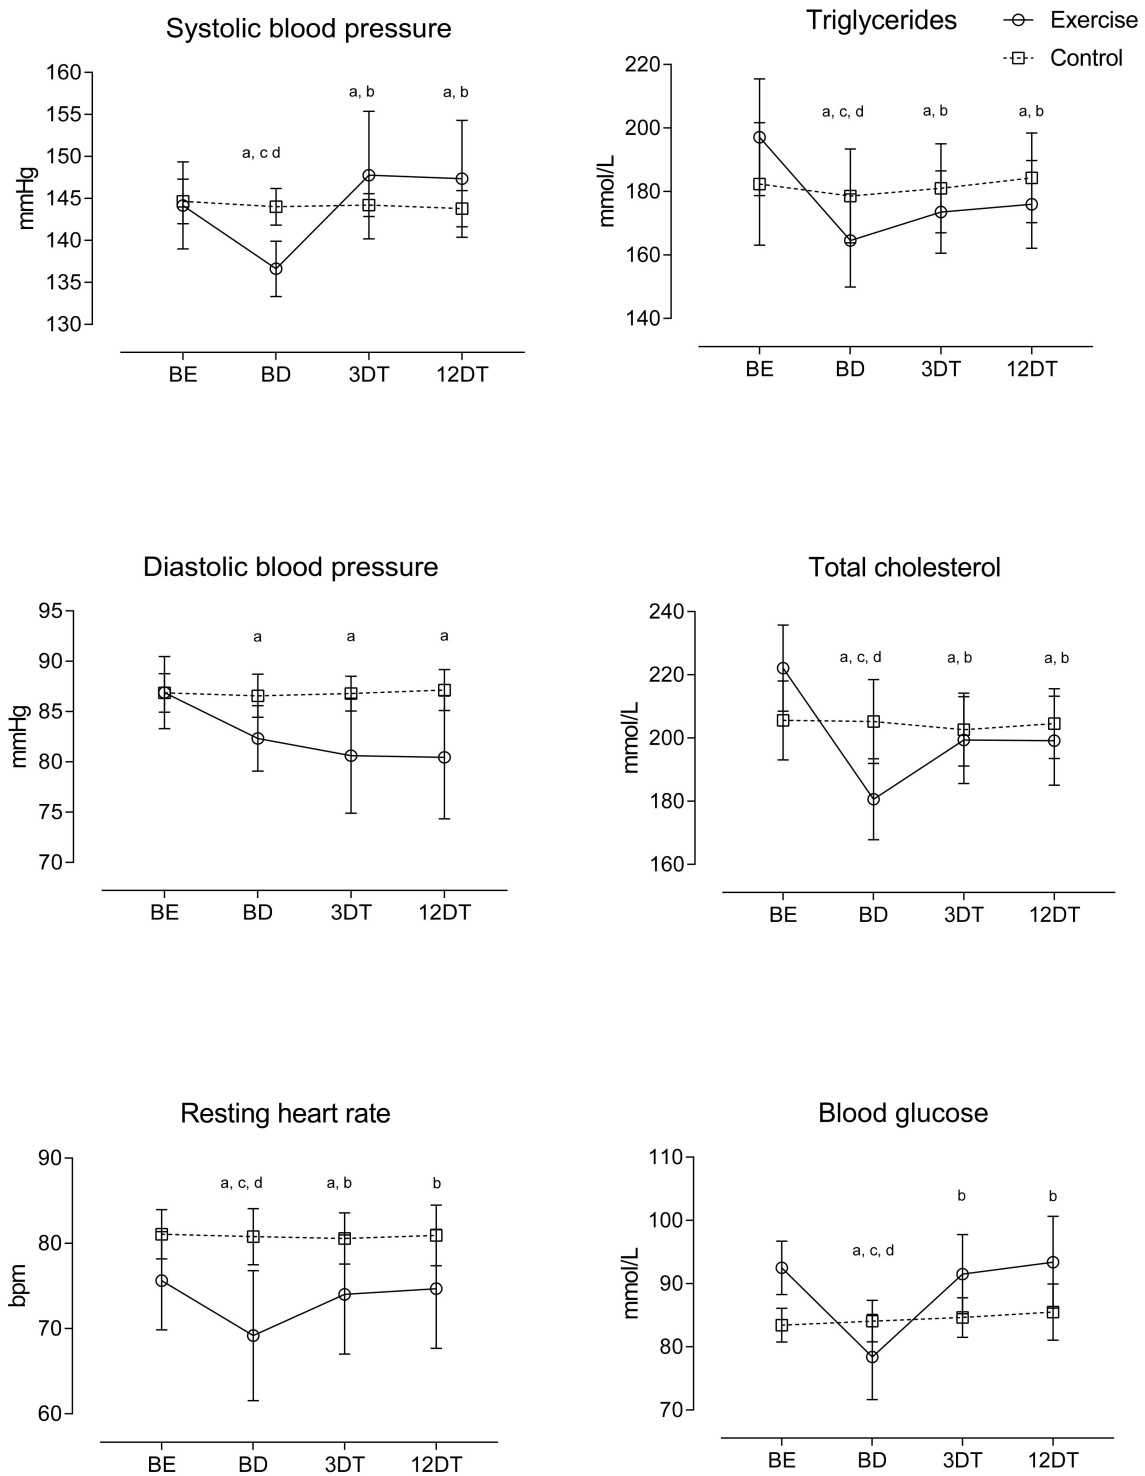 Systolic blood pressure
mmHg
160
155
150
145
140
135
130
a, c d
a, b
a, b
BE BD 3DT 12DT
Triglycerides
Exercise
Control
mmol/L
220
200
180
160
140
a, c, d
a, b
a, b
BE BD 3DT 12DT
Diastolic blood pressure
mmHg
95
90
85
80
75
70
a
a
a
BE BD 3DT 12DT
Total cholesterol
mmol/L
240
220
200
180
160
a, c, d
a, b
a, b
BE BD 3DT 12DT
Resting heart rate
bpm
90
80
70
60
a, c, d
a, b
b
BE BD 3DT 12DT
Blood glucose
mmol/L
110
100
90
80
70
a, c, d
b
b
BE BD 3DT 12DT